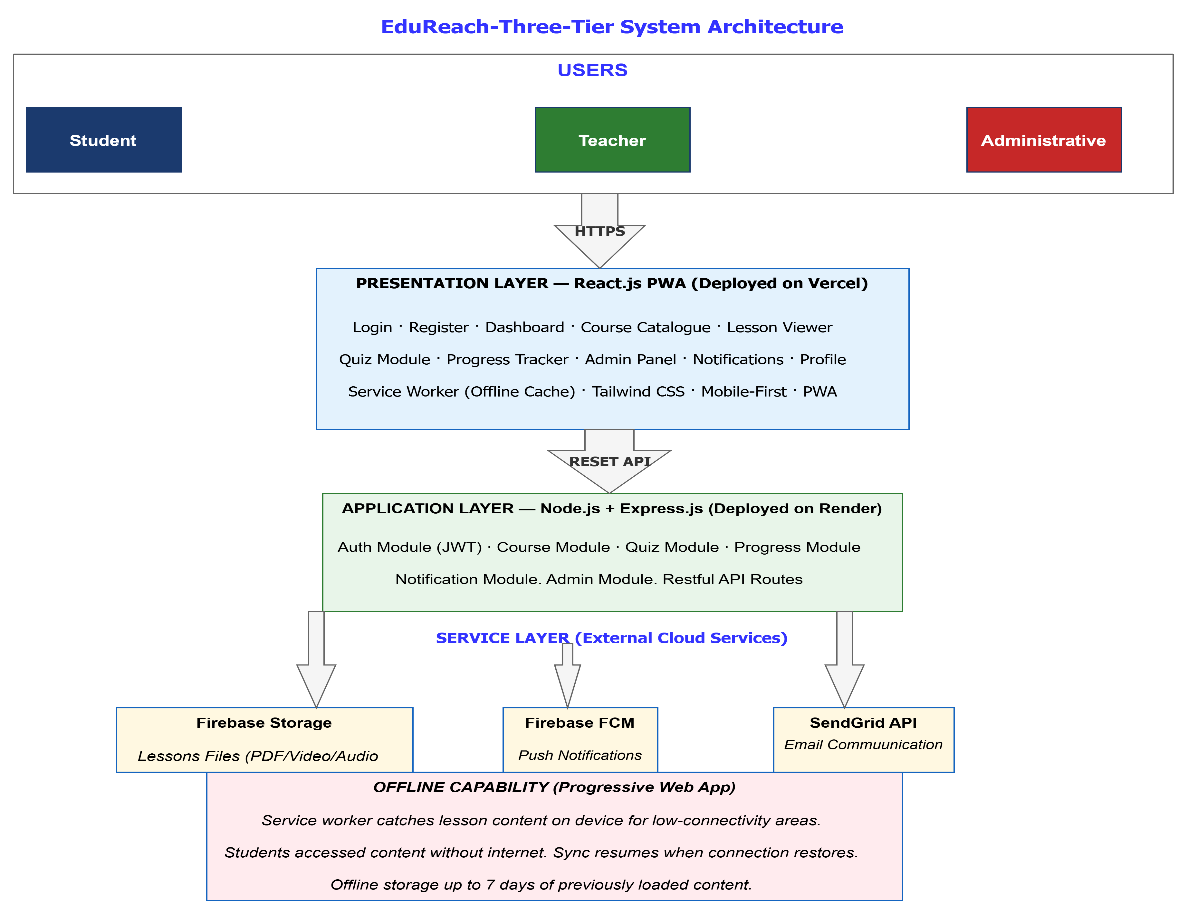 EduReach-Three-Tier System Architecture
USERS
Student
Teacher
Administrative
HTTPS
PRESENTATION LAYER — React.js PWA (Deployed on Vercel)
Login · Register · Dashboard · Course Catalogue · Lesson Viewer
Quiz Module · Progress Tracker · Admin Panel · Notifications · Profile
Service Worker (Offline Cache) · Tailwind CSS · Mobile-First · PWA
RESET API
APPLICATION LAYER — Node.js + Express.js (Deployed on Render)
Auth Module (JWT) · Course Module · Quiz Module · Progress Module
Notification Module. Admin Module. Restful API Routes
SERVICE LAYER (External Cloud Services)
Firebase Storage
Lessons Files (PDF/Video/Audio
Firebase FCM
Push Notifications
SendGrid API
Email Commuunication
OFFLINE CAPABILITY (Progressive Web App)
Service worker catches lesson content on device for low-connectivity areas.
Students accessed content without internet. Sync resumes when connection restores.
Offline storage up to 7 days of previously loaded content.